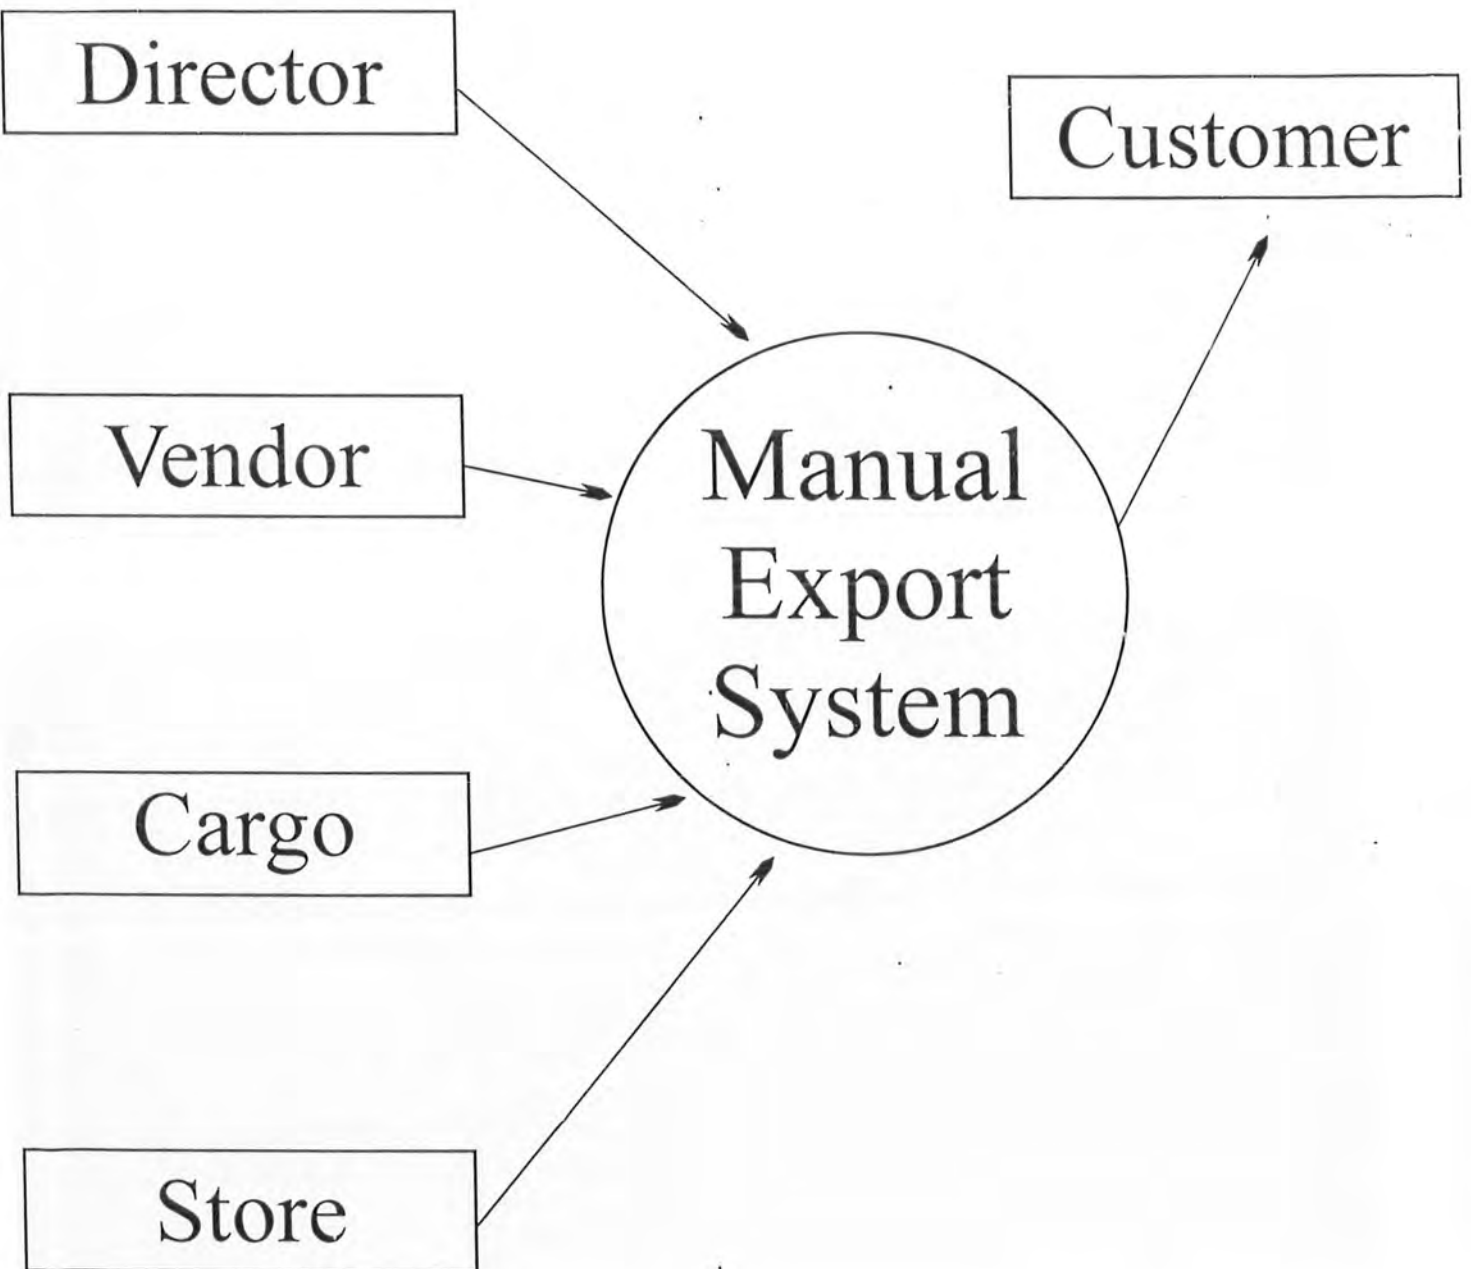 Director
Customer
Vendor
Manual
Export
System
Cargo
Store